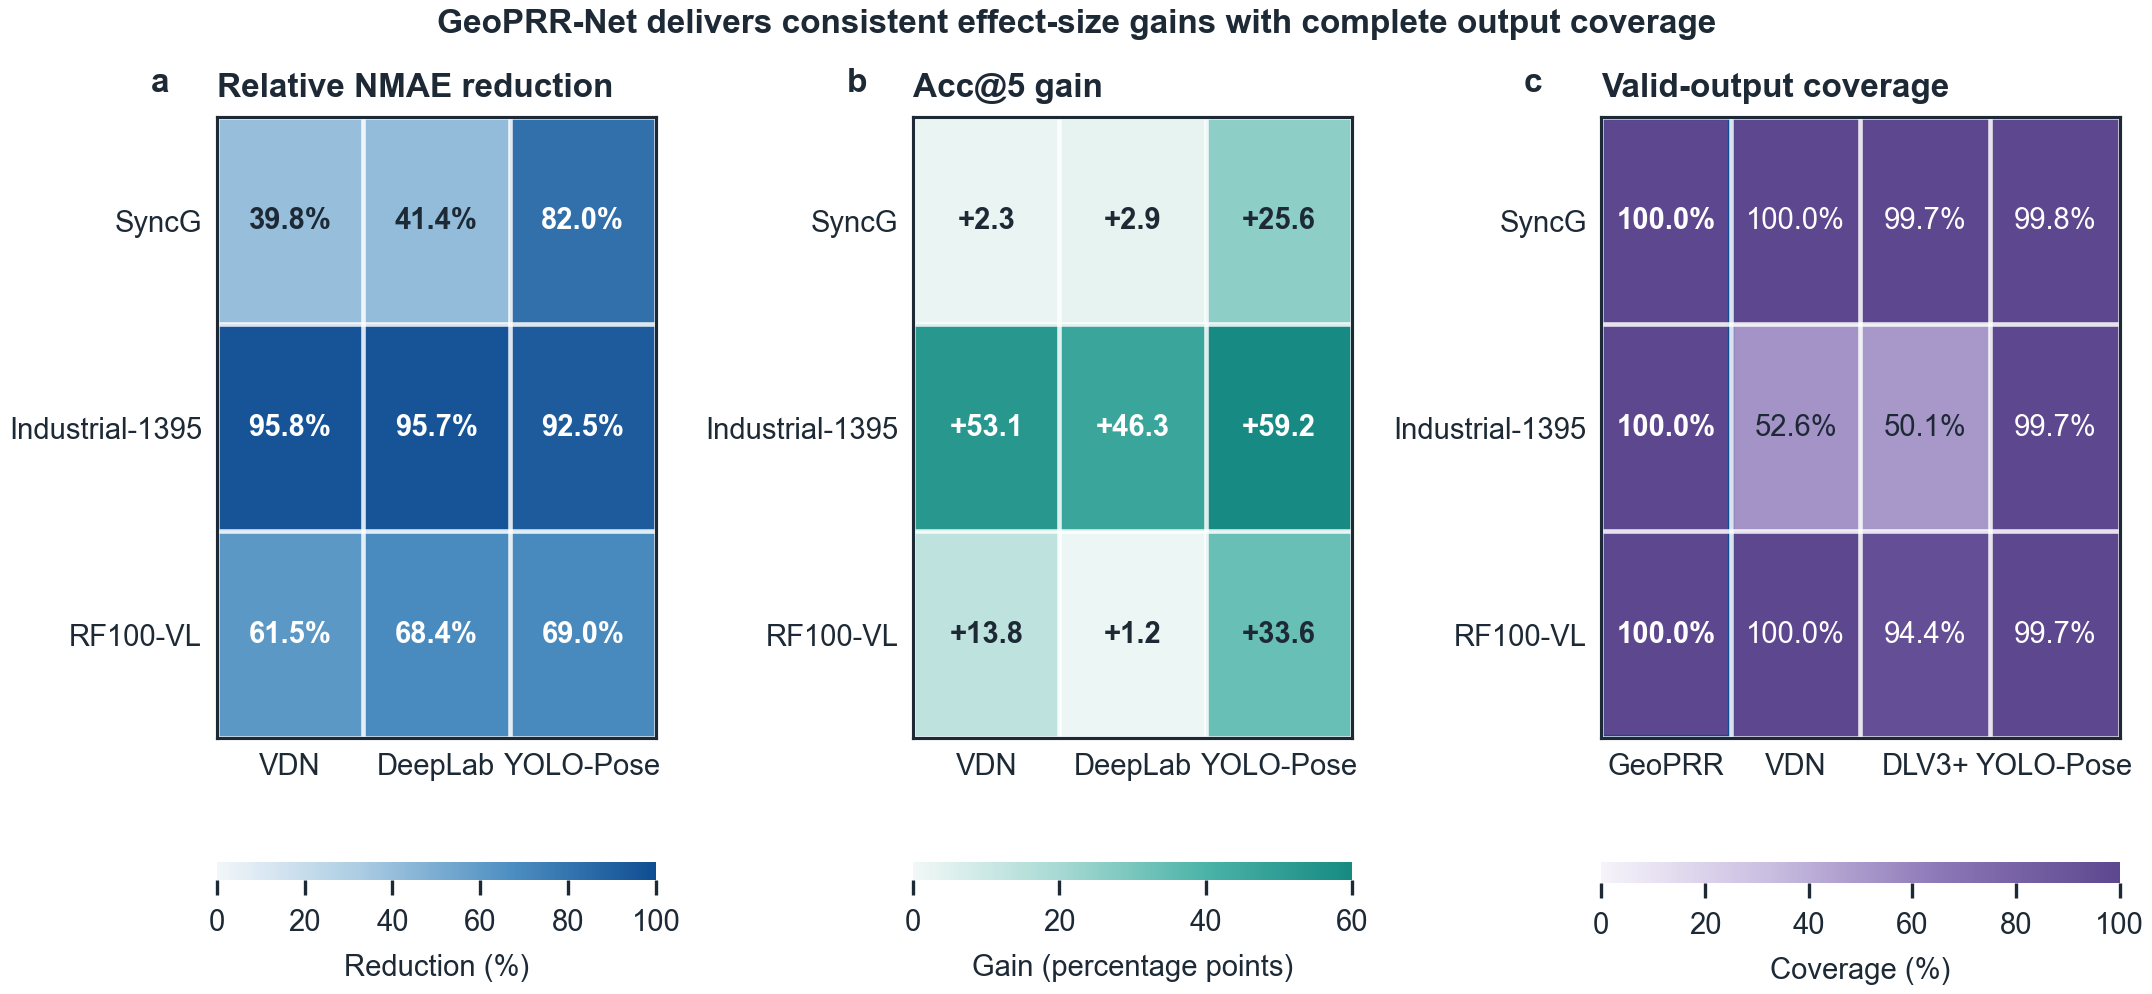 GeoPRR-Net delivers consistent effect-size gains with complete output coverage
a Relative NMAE reduction
SyncG 39.8% 41.4% 82.0%
Industrial-1395 95.8% 95.7% 92.5%
RF100-VL 61.5% 68.4% 69.0%
VDN DeepLab YOLO-Pose
0 20 40 60 80 100
Reduction (%)
b Acc@5 gain
SyncG +2.3 +2.9 +25.6
Industrial-1395 +53.1 +46.3 +59.2
RF100-VL +13.8 +1.2 +33.6
VDN DeepLab YOLO-Pose
0 20 40 60
Gain (percentage points)
c Valid-output coverage
SyncG 100.0% 100.0% 99.7% 99.8%
Industrial-1395 100.0% 52.6% 50.1% 99.7%
RF100-VL 100.0% 100.0% 94.4% 99.7%
GeoPRR VDN DLV3+ YOLO-Pose
0 20 40 60 80 100
Coverage (%)